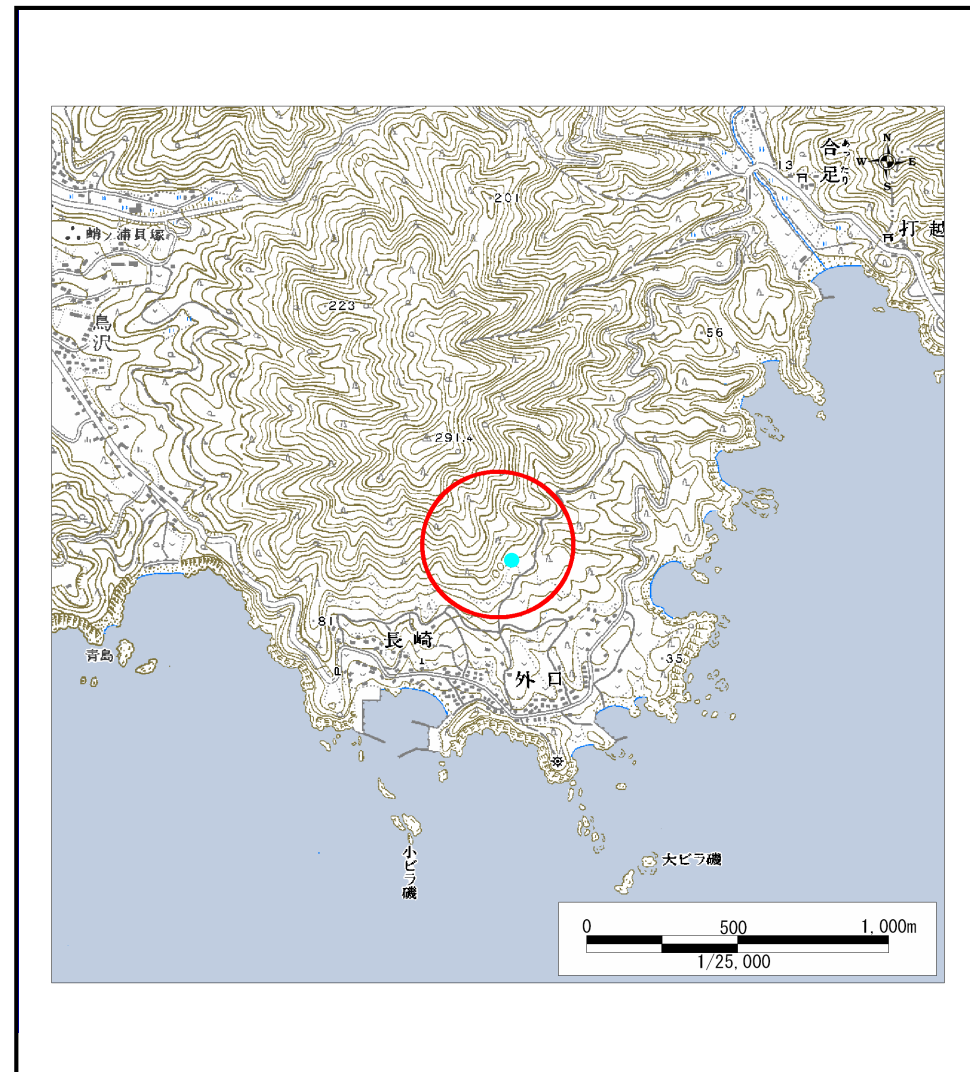 201
13
合足
あったり
N
W E
S
打越
蛸ノ浦貝塚
223
鳥沢
56
291.4
81
長崎
外口
35
青島
小ビラ磯
大ビラ磯
0 500 1,000m
1/25,000